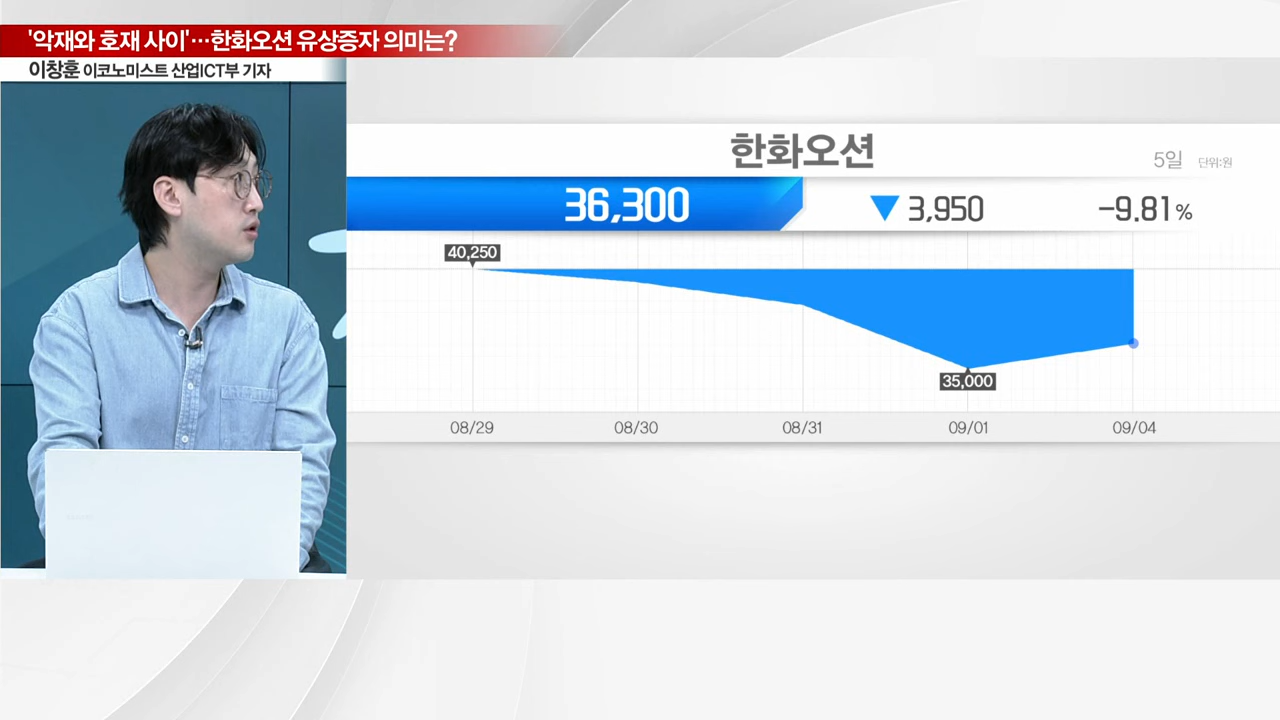 '악재와 호재 사이'…한화오션 유상증자 의미는?
이창훈 이코노미스트 산업ICT부 기자
한화오션
5일 단위:원
36,300 ▼ 3,950 -9.81%
40,250
35,000
08/29 08/30 08/31 09/01 09/04